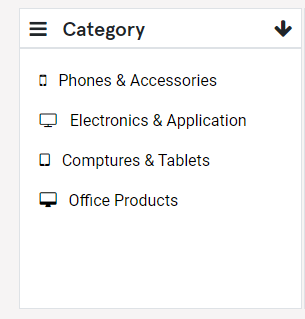 Category
Phones & Accessories
Electronics & Application
Comptures & Tablets
Office Products